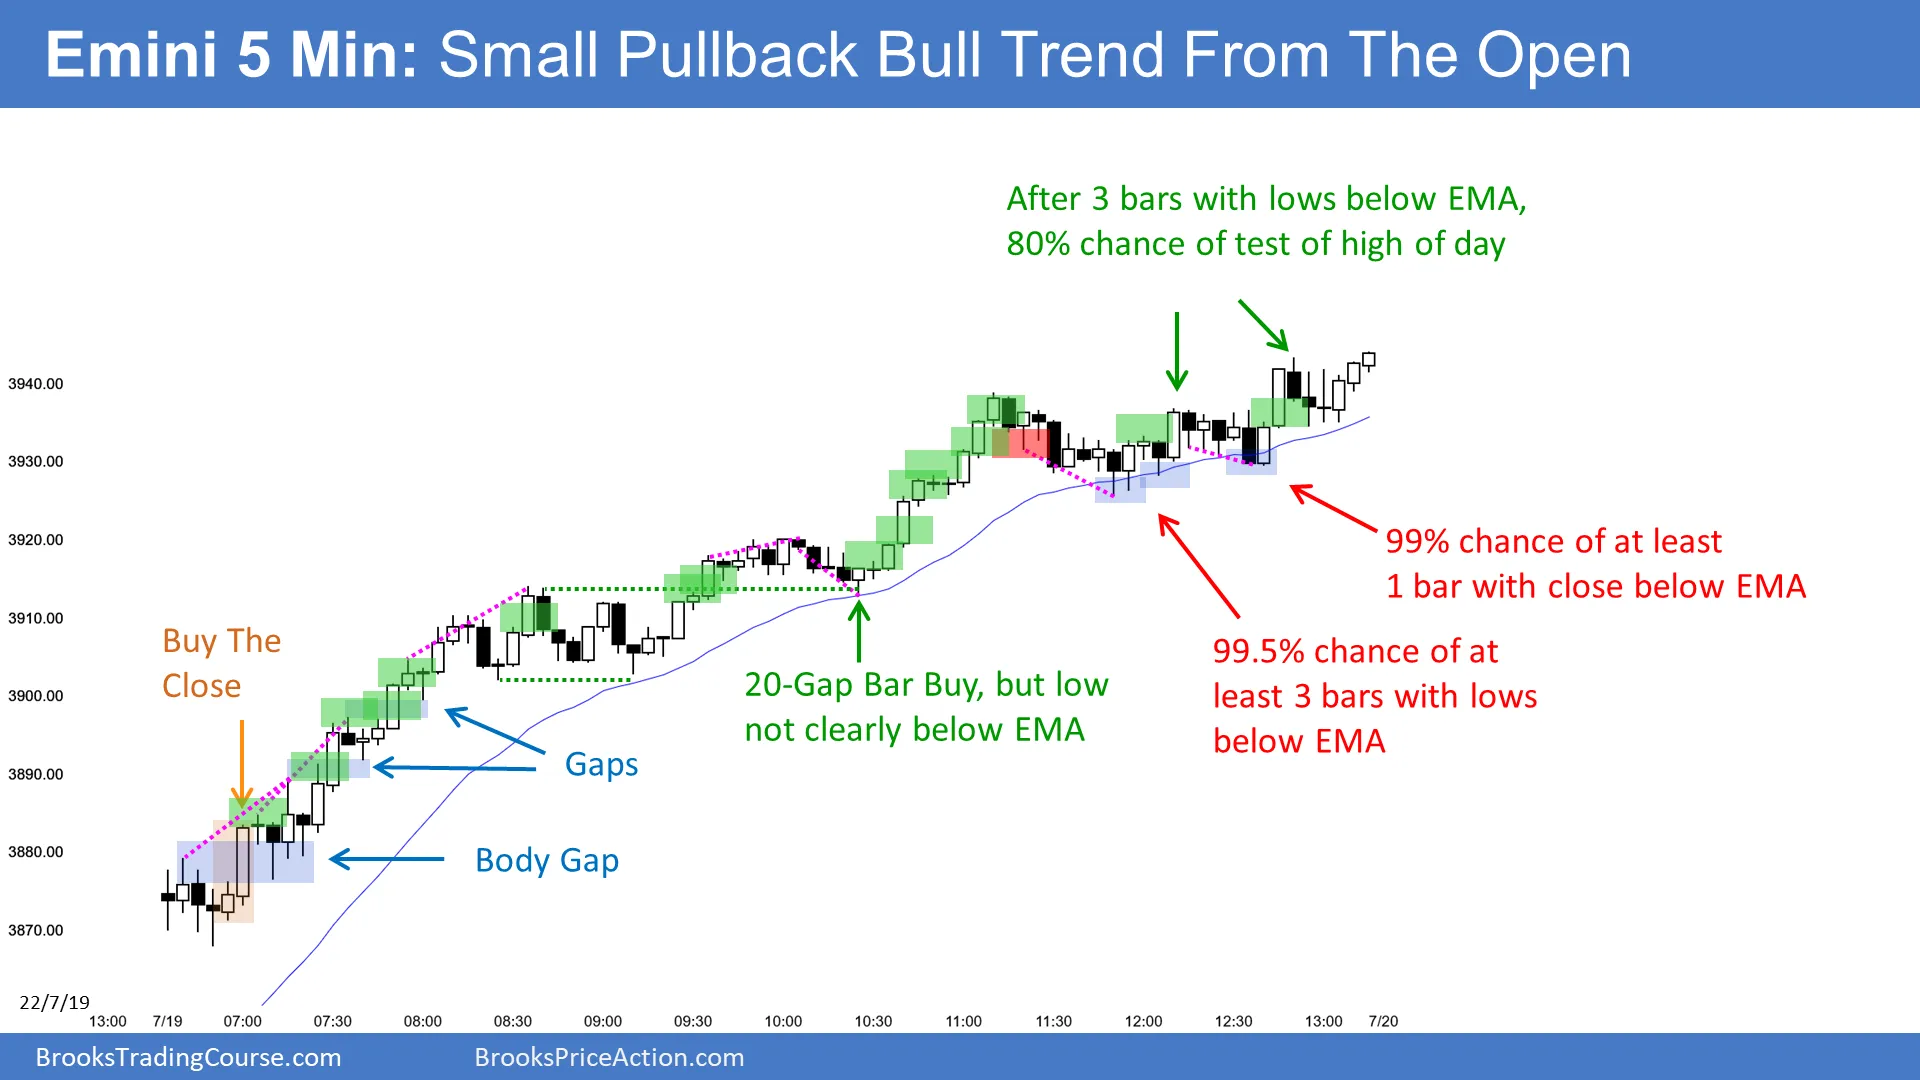 Emini 5 Min: Small Pullback Bull Trend From The Open
After 3 bars with lows below EMA,
80% chance of test of high of day
3940.00
3930.00
3920.00
3910.00
3900.00
3890.00
3880.00
3870.00
Buy The
Close
Gaps
Body Gap
20-Gap Bar Buy, but low
not clearly below EMA
99% chance of at least
1 bar with close below EMA
99.5% chance of at
least 3 bars with lows
below EMA
22/7/19
13:00 7/19 07:00 07:30 08:00 08:30 09:00 09:30 10:00 10:30 11:00 11:30 12:00 12:30 13:00 7/20
BrooksTradingCourse.com BrooksPriceAction.com